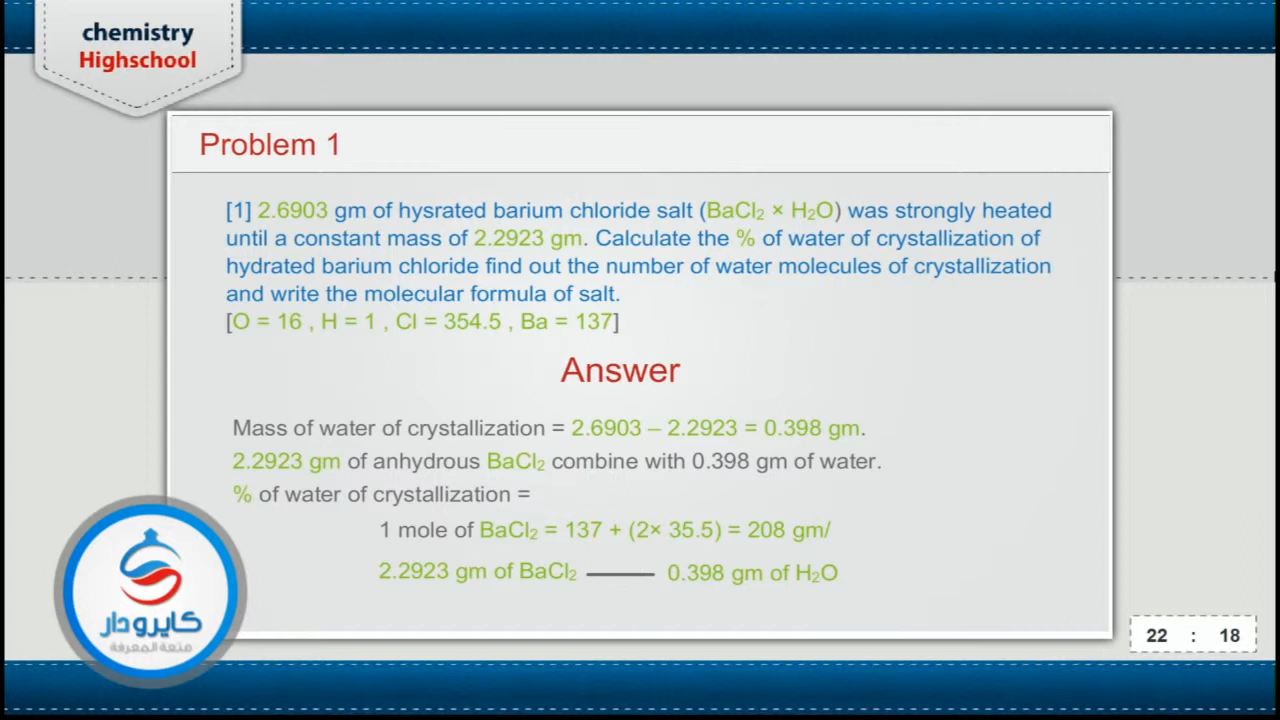 chemistry
Highschool
Problem 1
[1] 2.6903 gm of hysrated barium chloride salt (BaCl₂ × H₂O) was strongly heated
until a constant mass of 2.2923 gm. Calculate the % of water of crystallization of
hydrated barium chloride find out the number of water molecules of crystallization
and write the molecular formula of salt.
[O = 16 , H = 1 , Cl = 354.5 , Ba = 137]
Answer
Mass of water of crystallization = 2.6903 – 2.2923 = 0.398 gm.
2.2923 gm of anhydrous BaCl₂ combine with 0.398 gm of water.
% of water of crystallization =
1 mole of BaCl₂ = 137 + (2× 35.5) = 208 gm/
2.2923 gm of BaCl₂ —— 0.398 gm of H₂O
كايرودار
متعة المعرفة
22 : 18